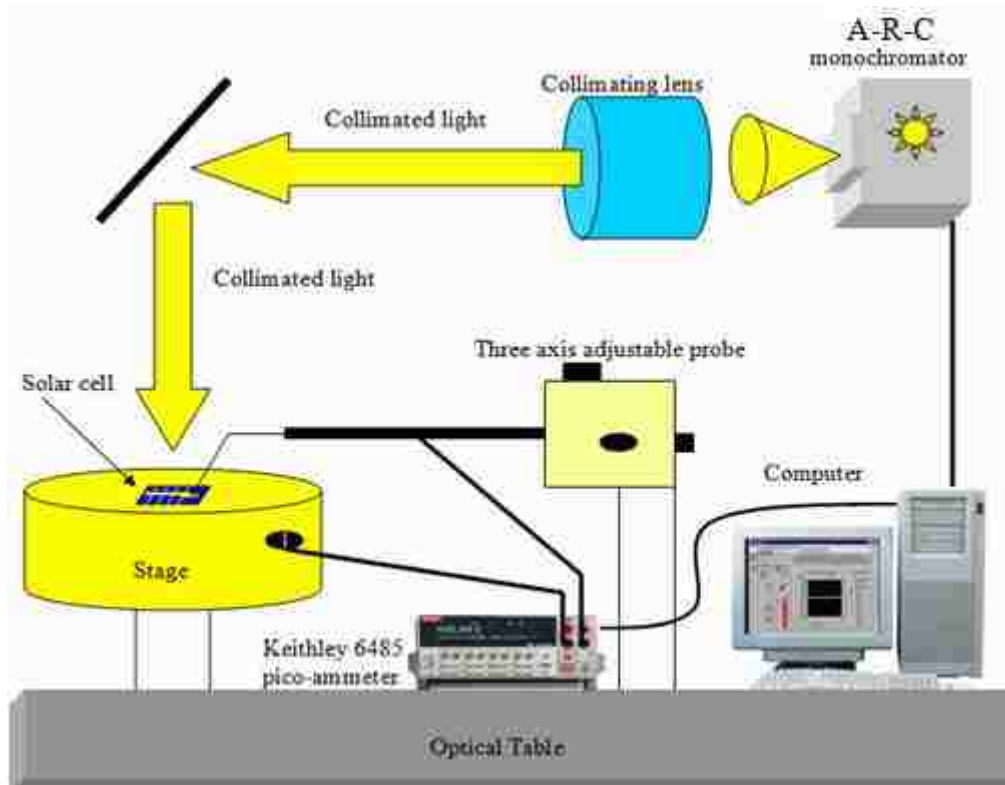 A-R-C
monochromator
Collimating lens
Collimated light
Collimated light
Three axis adjustable probe
Solar cell
Computer
Stage
Keithley 6485
pico-ammeter
Optical Table